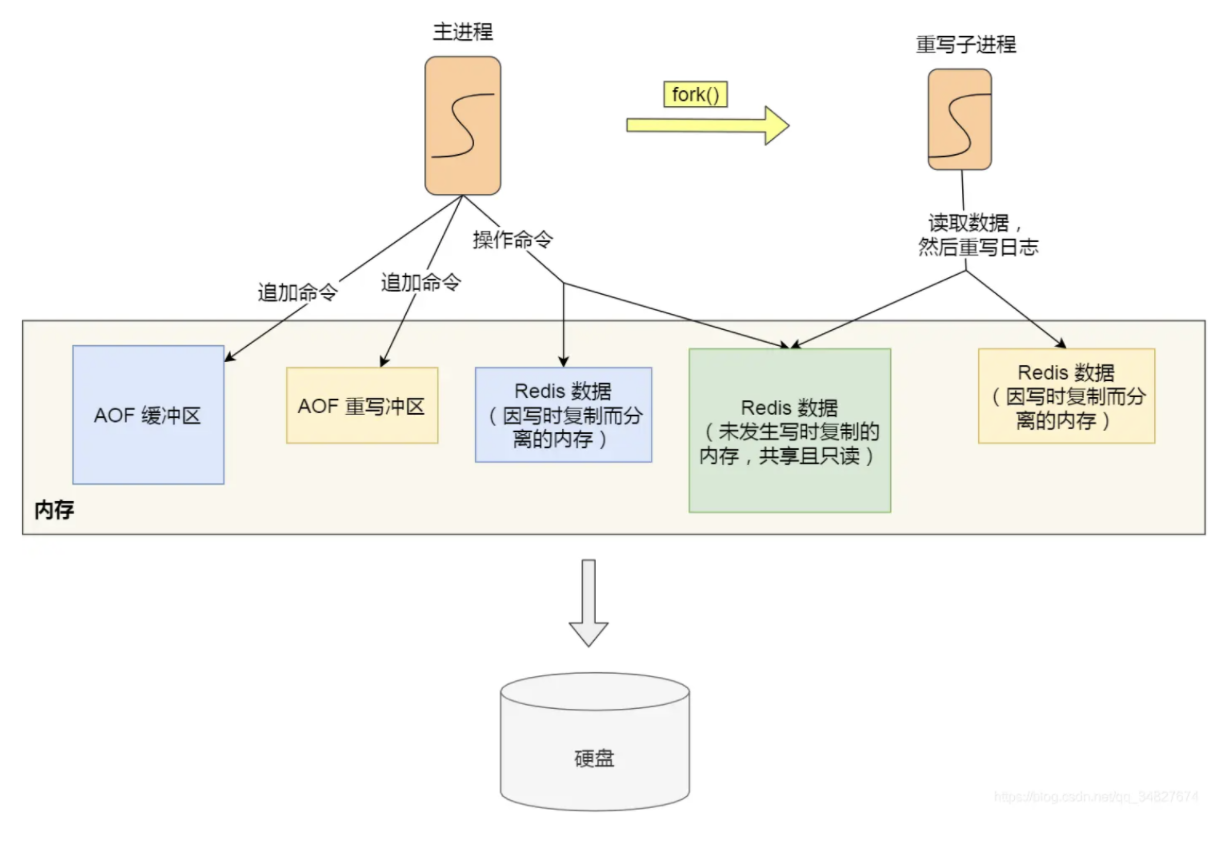 主进程
重写子进程
fork()
读取数据，
然后重写日志
操作命令
追加命令
追加命令
AOF 缓冲区
AOF 重写冲区
Redis 数据
（因写时复制而分
离的内存）
Redis 数据
（未发生写时复制的
内存，共享且只读）
Redis 数据
（因写时复制而分
离的内存）
内存
硬盘
https://blog.csdn.net/qq_34827674